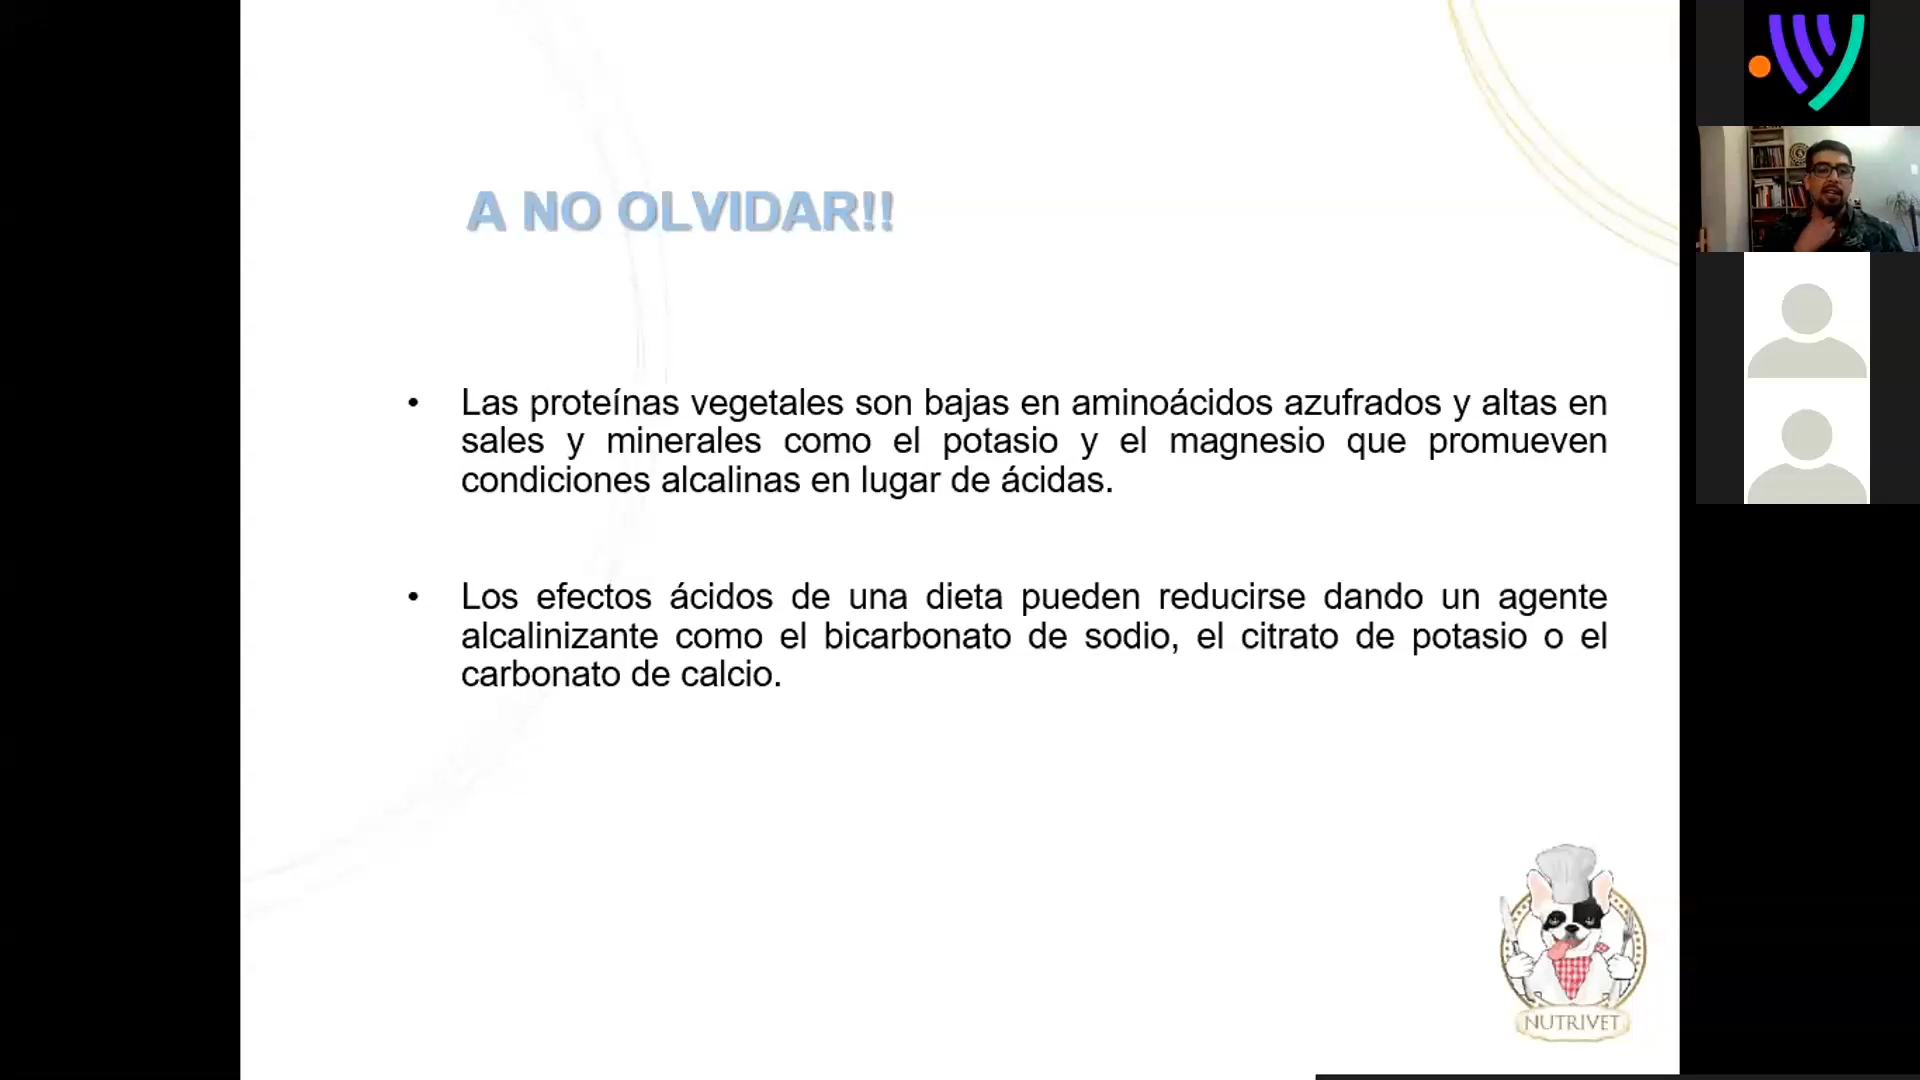 A NO OLVIDAR!!
• Las proteínas vegetales son bajas en aminoácidos azufrados y altas en
sales y minerales como el potasio y el magnesio que promueven
condiciones alcalinas en lugar de ácidas.
• Los efectos ácidos de una dieta pueden reducirse dando un agente
alcalinizante como el bicarbonato de sodio, el citrato de potasio o el
carbonato de calcio.
NUTRIVET